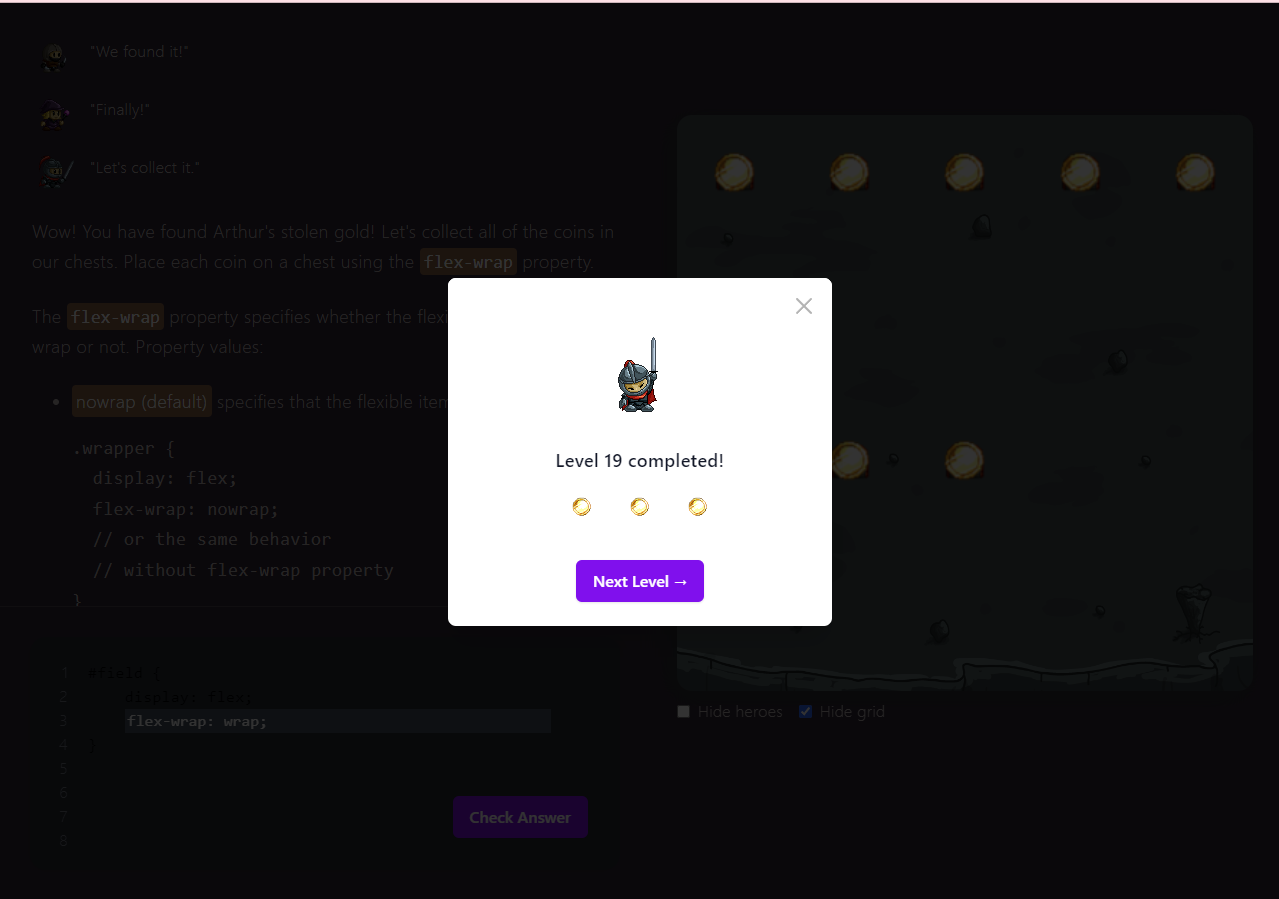 "We found it!"
"Finally!"
"Let's collect it."
Wow! You have found Arthur's stolen gold! Let's collect all of the coins in
our chests. Place each coin on a chest using the flex-wrap property.
The flex-wrap property specifies whether the flexi
wrap or not. Property values:
• nowrap (default) specifies that the flexible item
.wrapper {
display: flex;
flex-wrap: nowrap;
// or the same behavior
// without flex-wrap property
}
Level 19 completed!
Next Level →
1 #field {
2 display: flex;
3 flex-wrap: wrap;
4 }
5
6
7
8
Check Answer
Hide heroes Hide grid